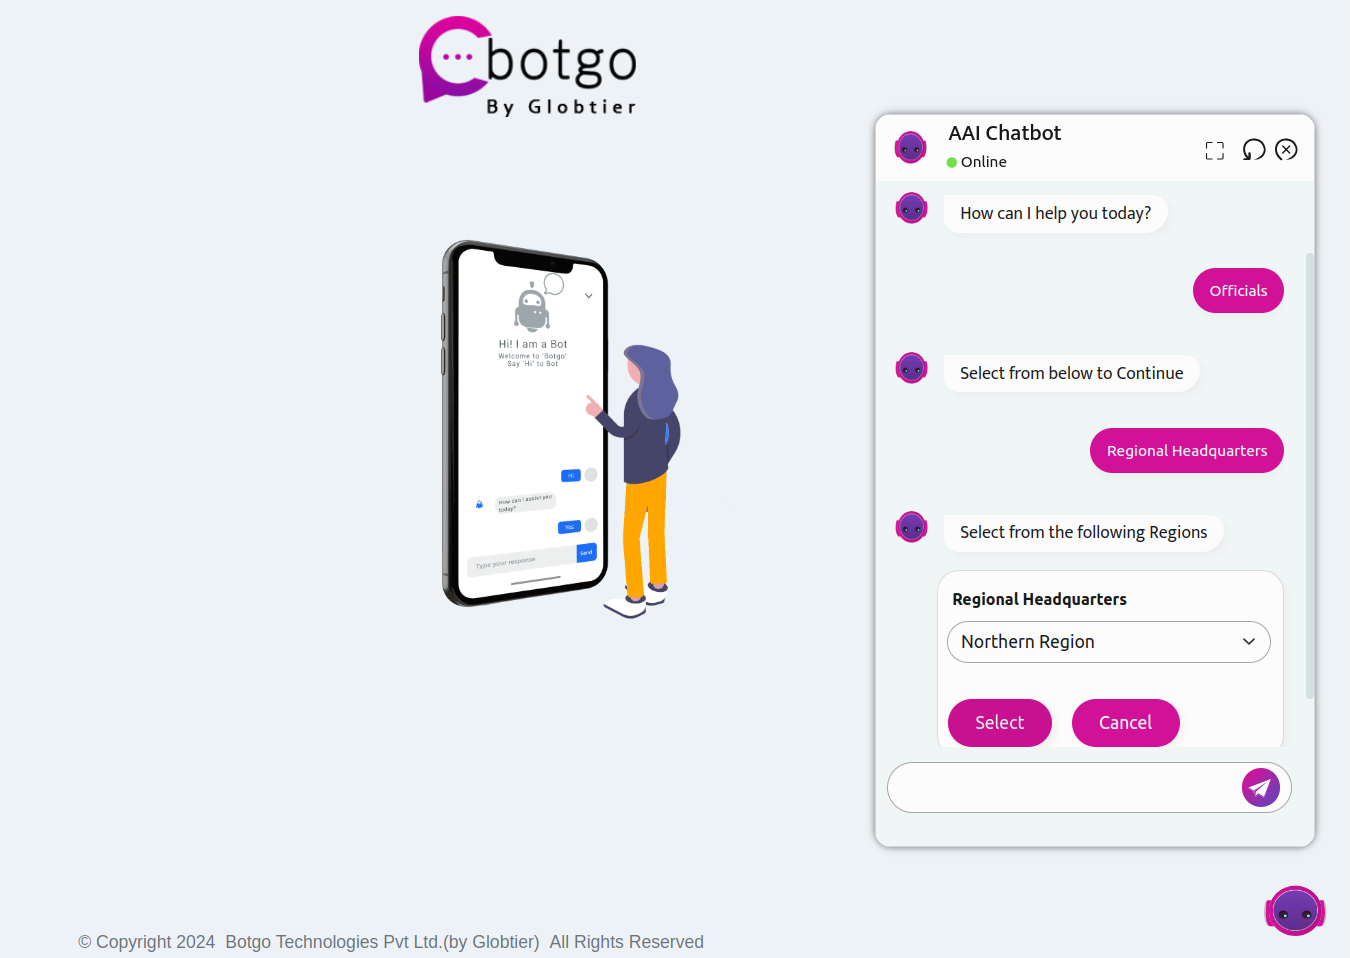 botgo
By Globtier
Hi! I am a Bot
Welcome to 'Botgo'
Say 'Hi' to Bot
Hi
How can I assist you
today?
Yes
Type your response
Send
AAI Chatbot
Online
How can I help you today?
Officials
Select from below to Continue
Regional Headquarters
Select from the following Regions
Regional Headquarters
Northern Region
Select
Cancel
© Copyright 2024  Botgo Technologies Pvt Ltd.(by Globtier)  All Rights Reserved